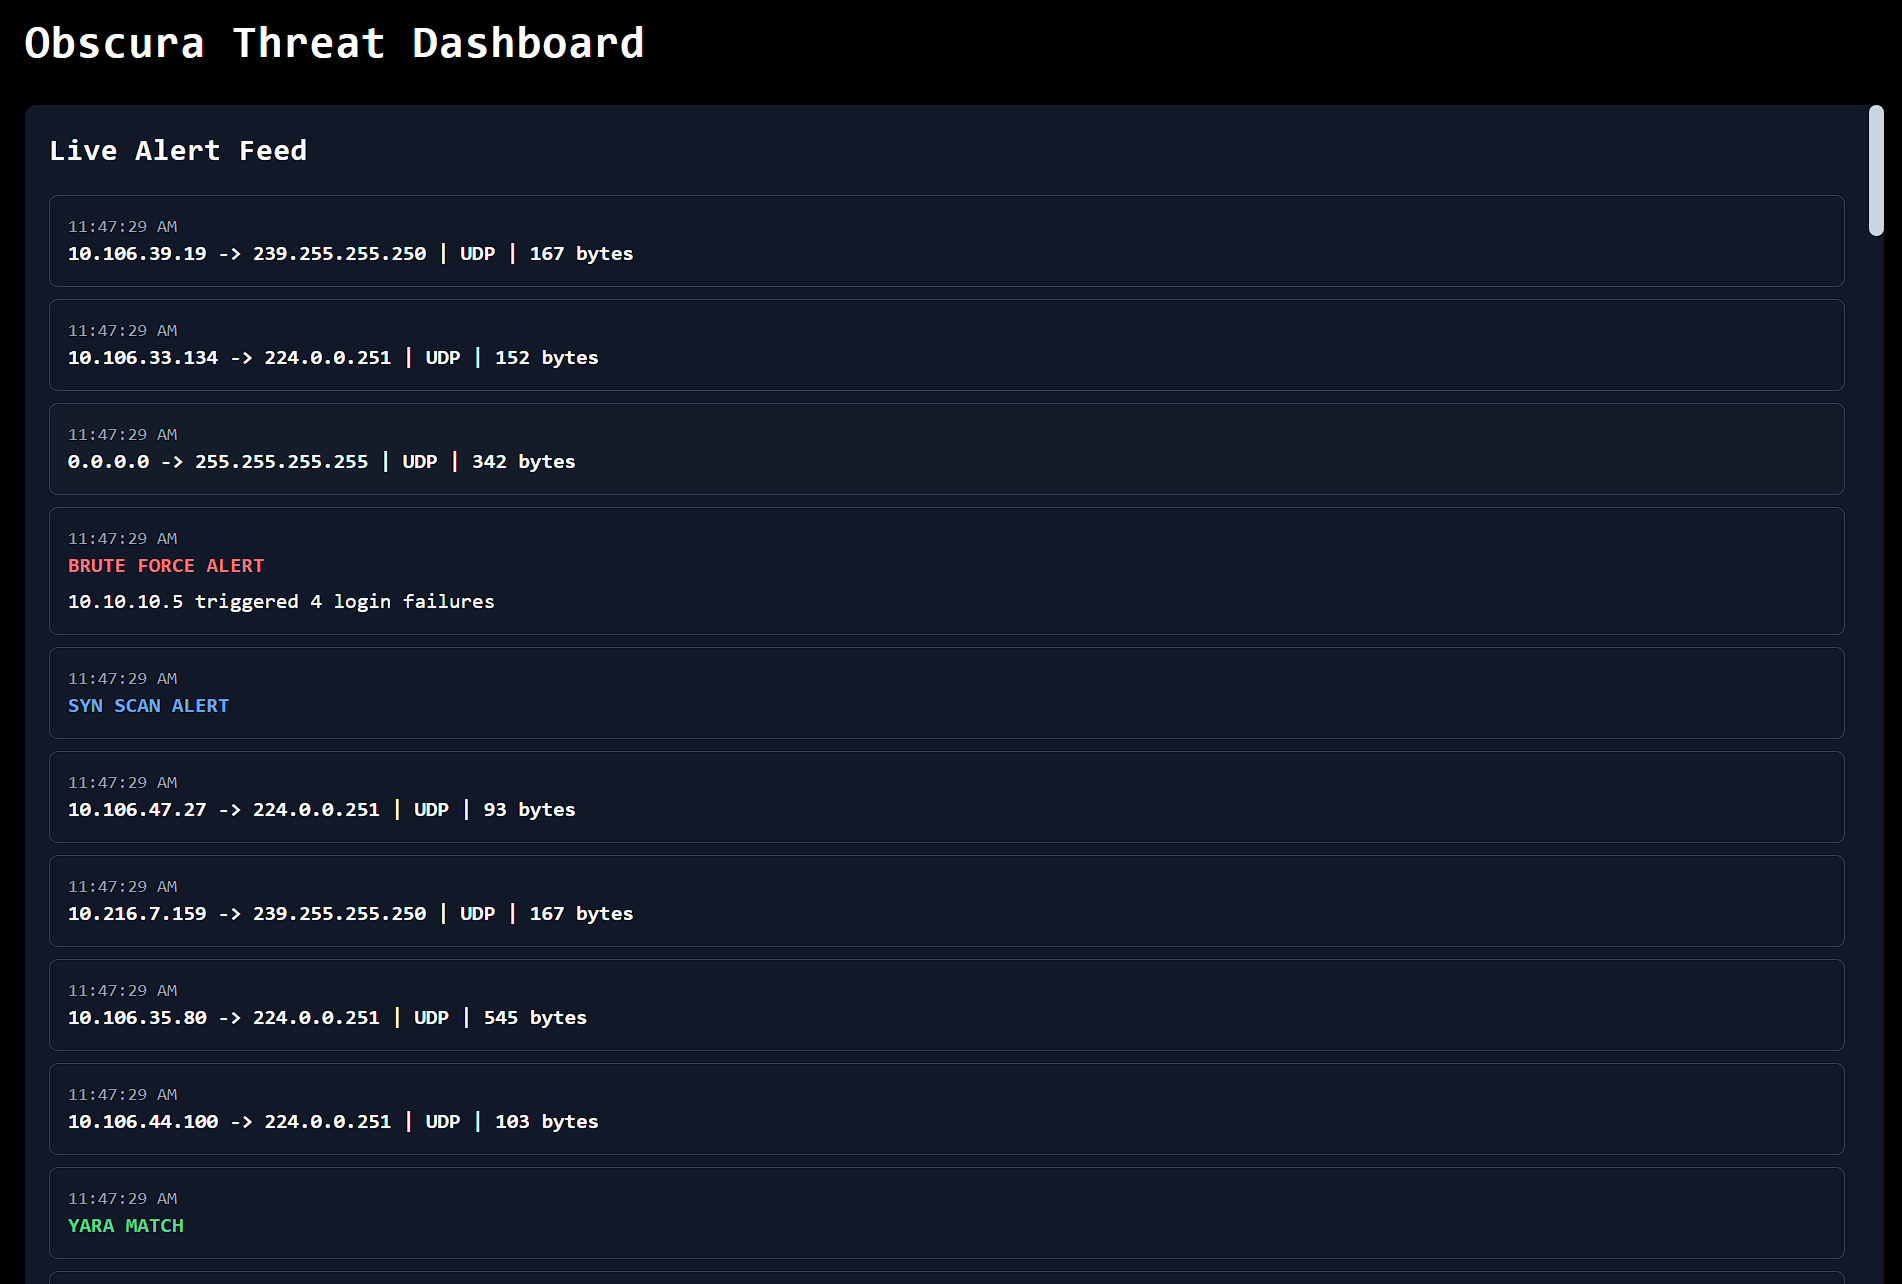 Obscura Threat Dashboard
Live Alert Feed
11:47:29 AM
10.106.39.19 -> 239.255.255.250 | UDP | 167 bytes
11:47:29 AM
10.106.33.134 -> 224.0.0.251 | UDP | 152 bytes
11:47:29 AM
0.0.0.0 -> 255.255.255.255 | UDP | 342 bytes
11:47:29 AM
BRUTE FORCE ALERT
10.10.10.5 triggered 4 login failures
11:47:29 AM
SYN SCAN ALERT
11:47:29 AM
10.106.47.27 -> 224.0.0.251 | UDP | 93 bytes
11:47:29 AM
10.216.7.159 -> 239.255.255.250 | UDP | 167 bytes
11:47:29 AM
10.106.35.80 -> 224.0.0.251 | UDP | 545 bytes
11:47:29 AM
10.106.44.100 -> 224.0.0.251 | UDP | 103 bytes
11:47:29 AM
YARA MATCH